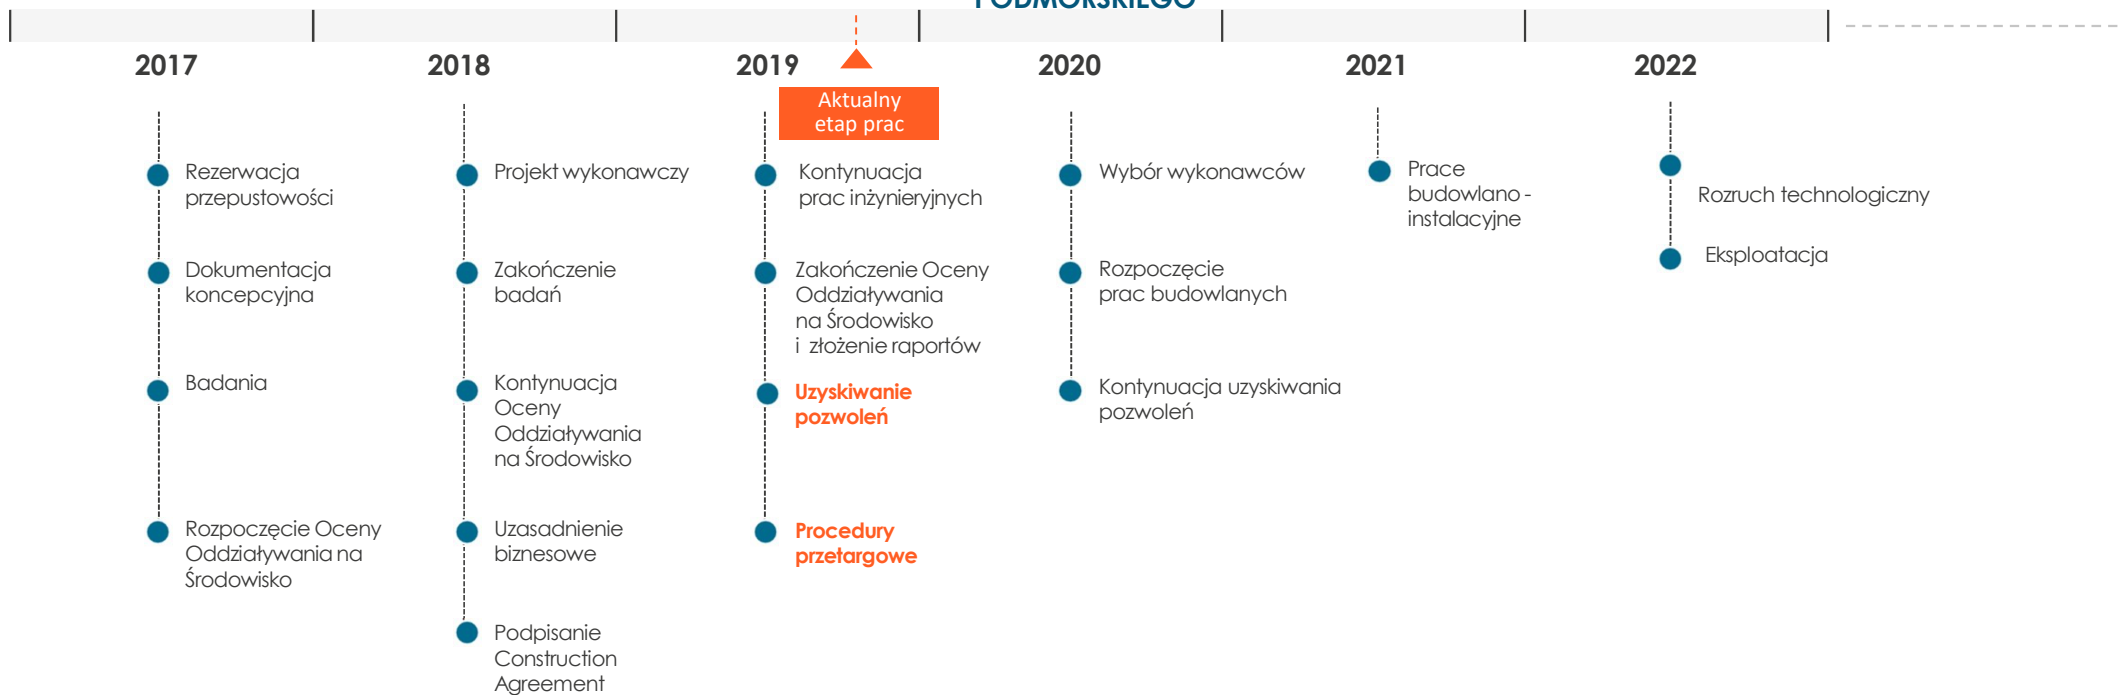 PODMORSKIEGO
2017
2018
2019
2020
2021
2022
Aktualny
etap prac
Rezerwacja
przepustowości
Dokumentacja
koncepcyjna
Badania
Rozpoczęcie Oceny
Oddziaływania na
Środowisko
Projekt wykonawczy
Zakończenie
badań
Kontynuacja
Oceny
Oddziaływania
na Środowisko
Uzasadnienie
biznesowe
Podpisanie
Construction
Agreement
Kontynuacja
prac inżynieryjnych
Zakończenie Oceny
Oddziaływania
na Środowisko
i złożenie raportów
Uzyskiwanie
pozwoleń
Procedury
przetargowe
Wybór wykonawców
Rozpoczęcie
prac budowlanych
Kontynuacja uzyskiwania
pozwoleń
Prace
budowlano -
instalacyjne
Rozruch technologiczny
Eksploatacja